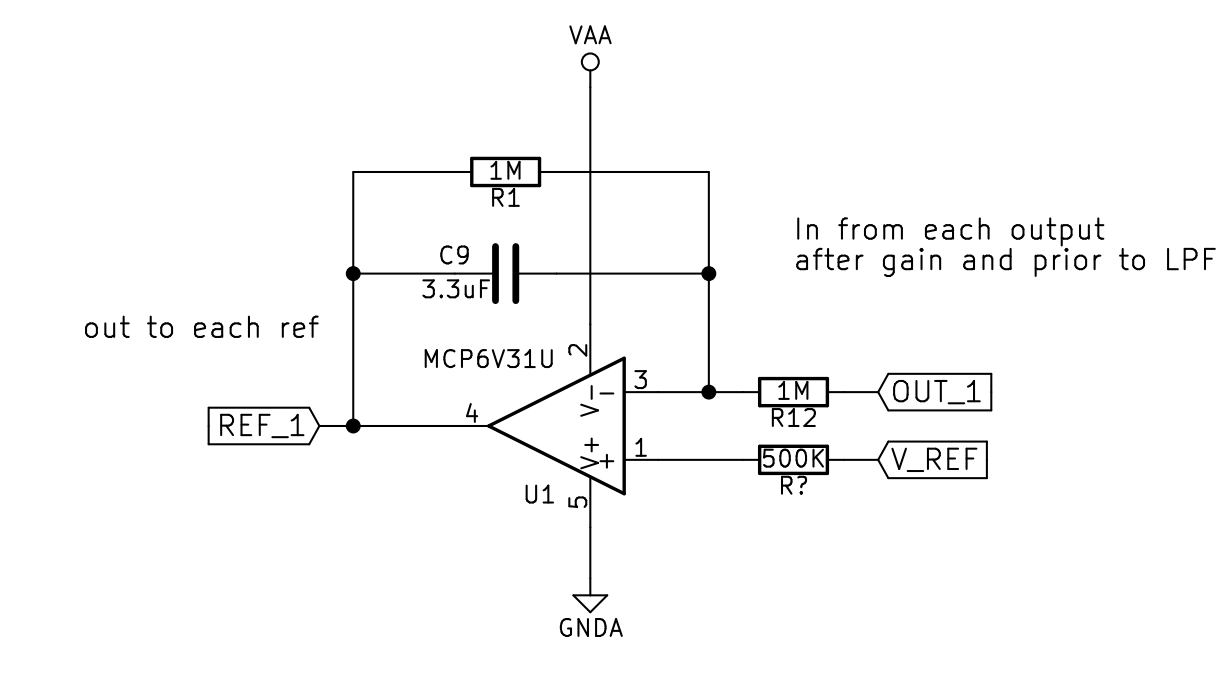 VAA
1M
R1
In from each output
after gain and prior to LPF
C9
3.3uF
out to each ref
MCP6V31U
2
3
V-
-
1M
R12
OUT_1
4
REF_1
V+
+
1
500K
R?
V_REF
U1
5
GNDA